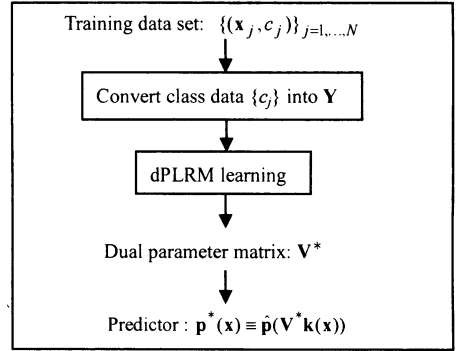 Training data set: {(x_j, c_j)}_{j=1,…,N}
Convert class data {c_j} into Y
dPLRM learning
Dual parameter matrix: V*
Predictor : p*(x) ≡ p̂(V*k(x))